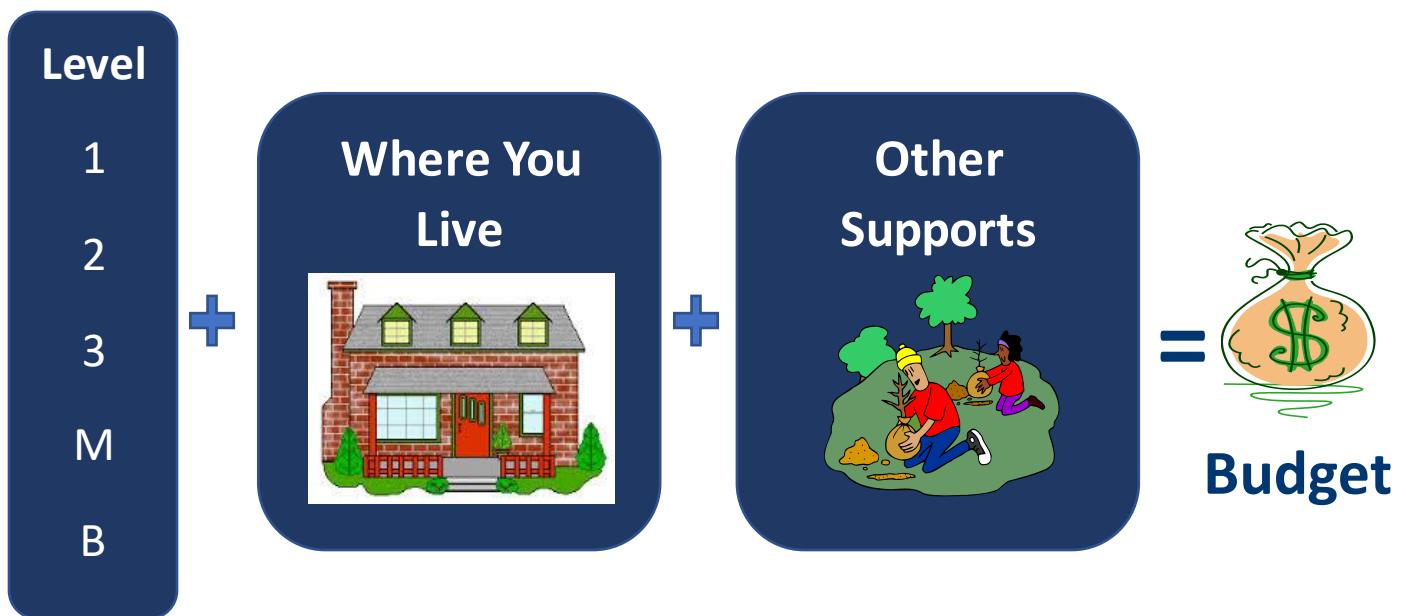 Level
1
2
3
M
B
+
Where You
Live
+
Other
Supports
=
$
Budget